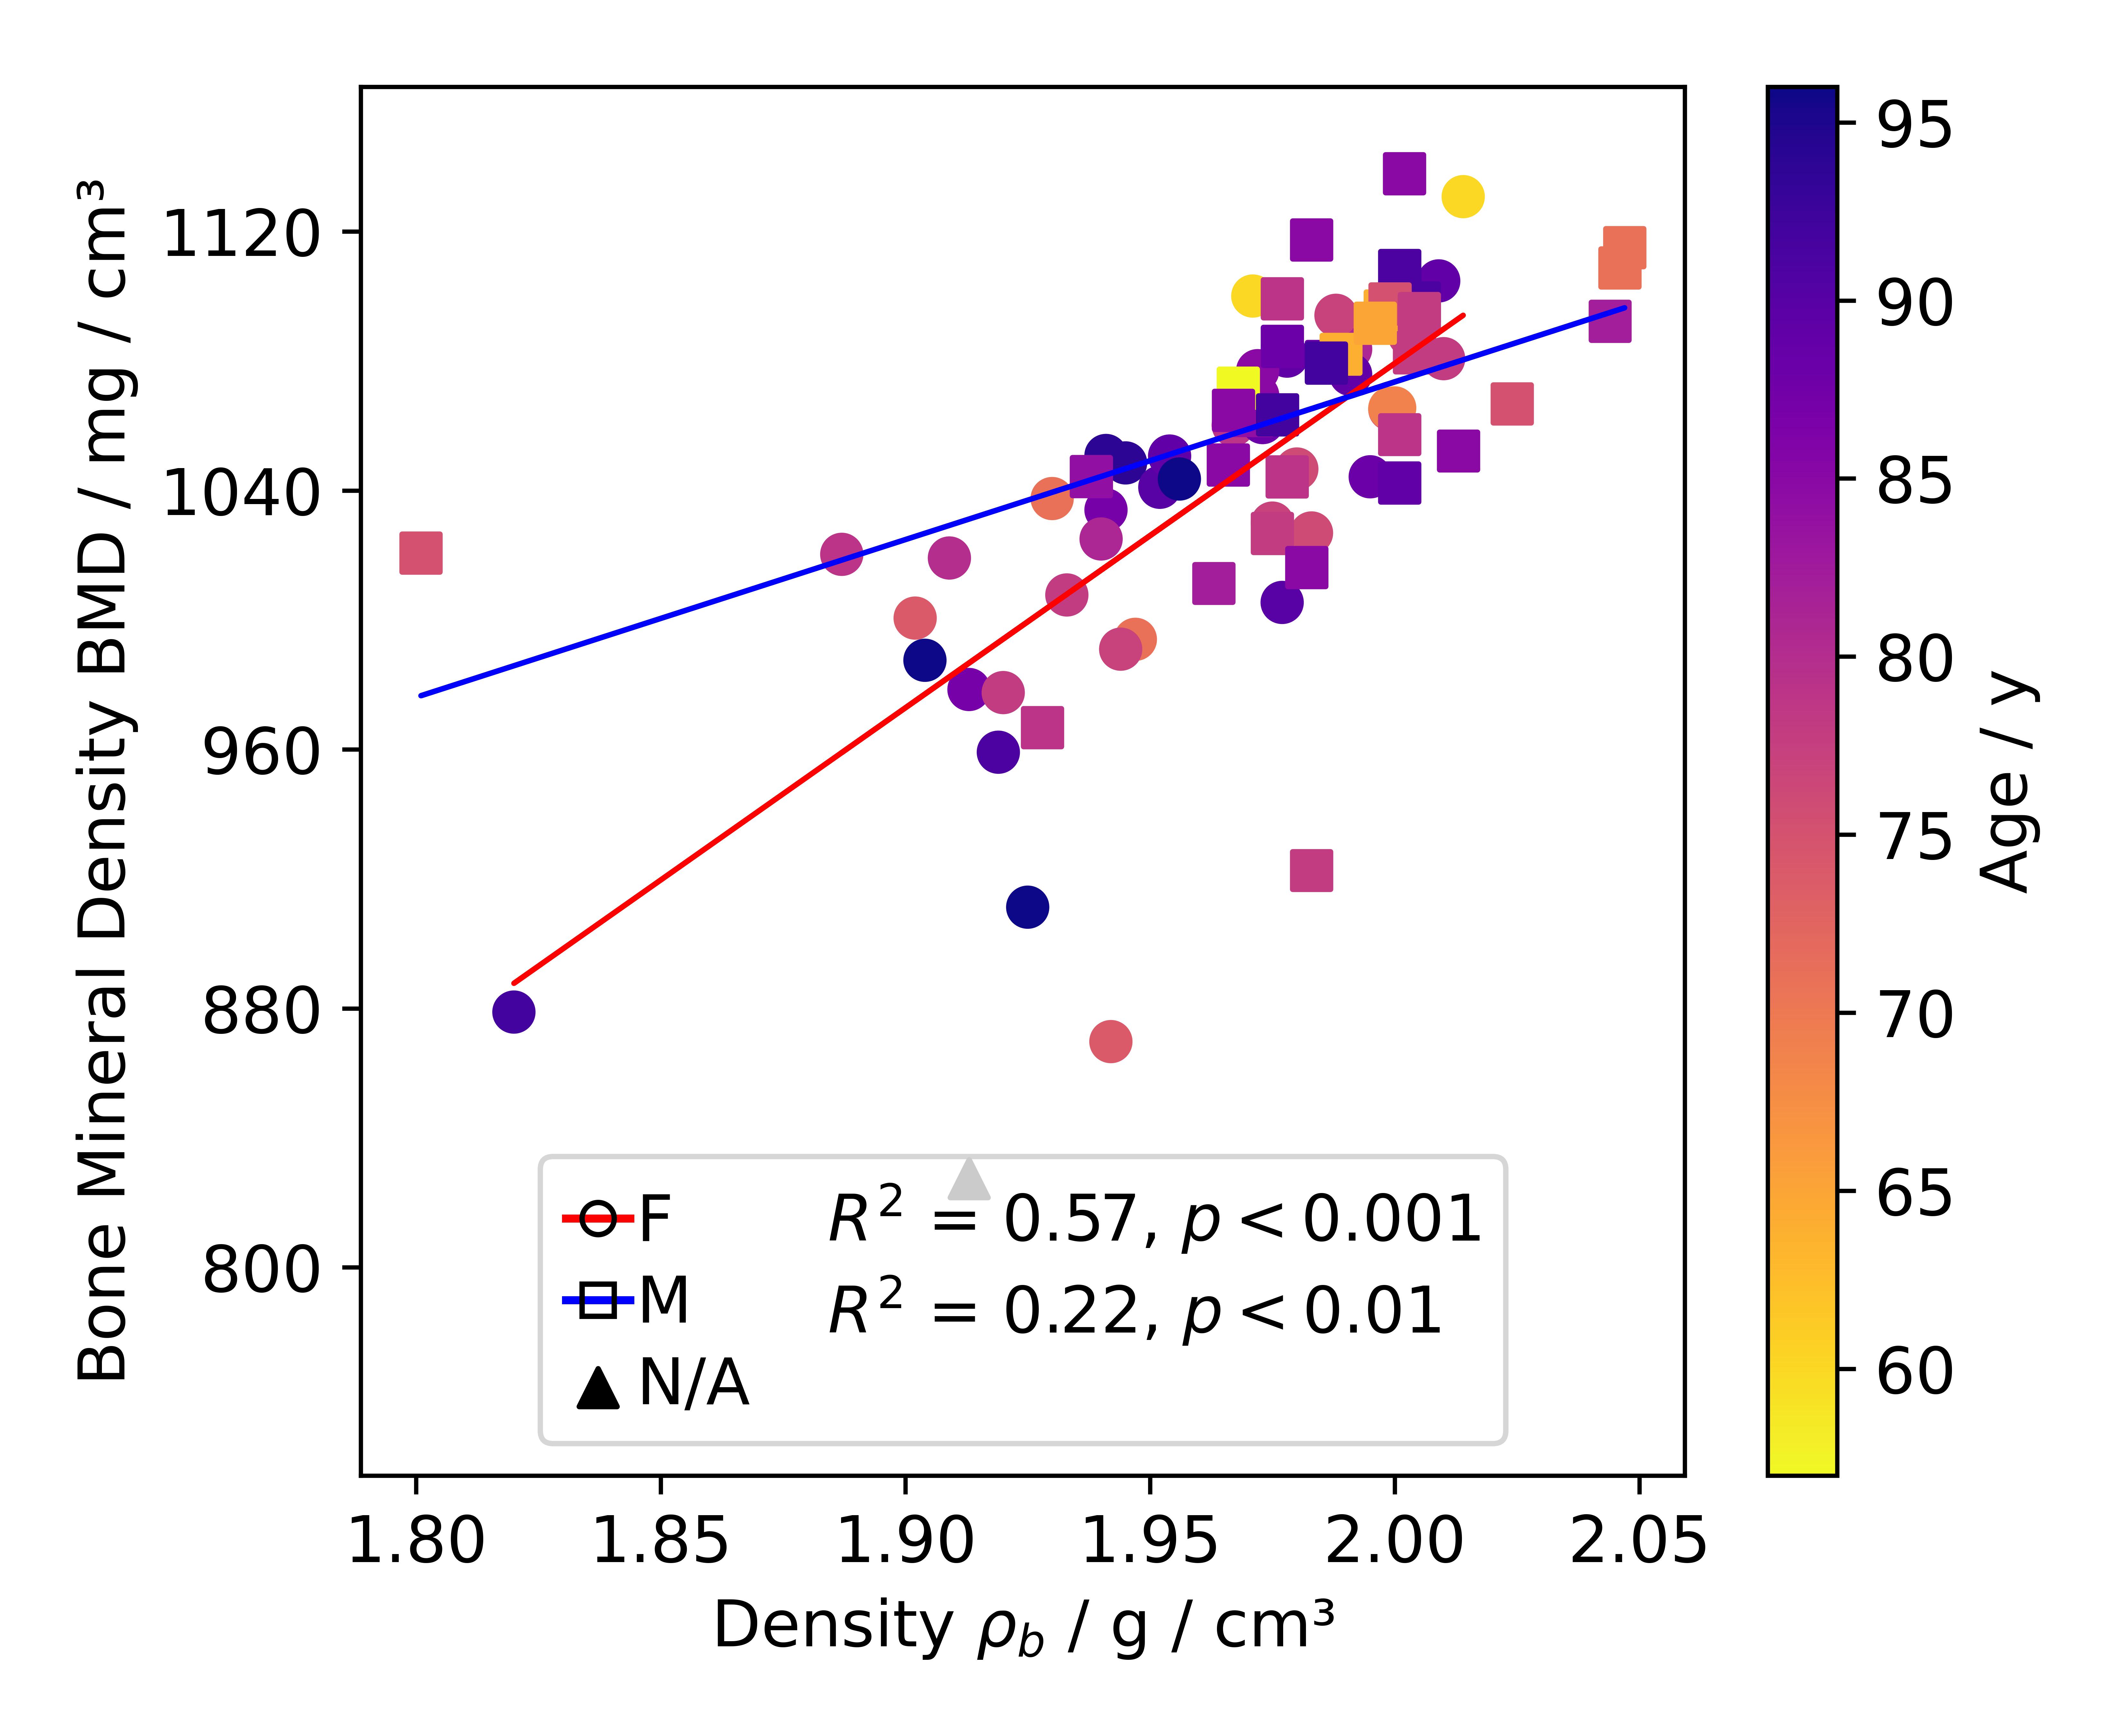 Bone Mineral Density BMD / mg / cm³
1120
1040
960
880
800
F R² = 0.57, p < 0.001
M R² = 0.22, p < 0.01
N/A
1.80 1.85 1.90 1.95 2.00 2.05
Density ρb / g / cm³
95
90
85
80
75
70
65
60
Age / y